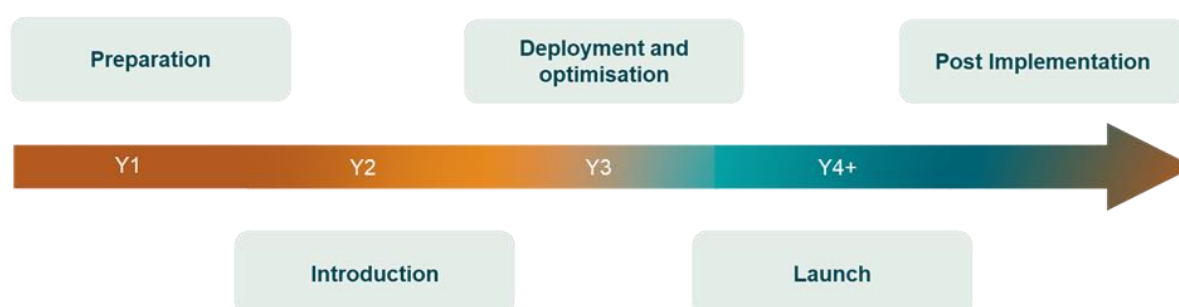 Preparation
Deployment and
optimisation
Post Implementation
Y1
Y2
Y3
Y4+
Introduction
Launch